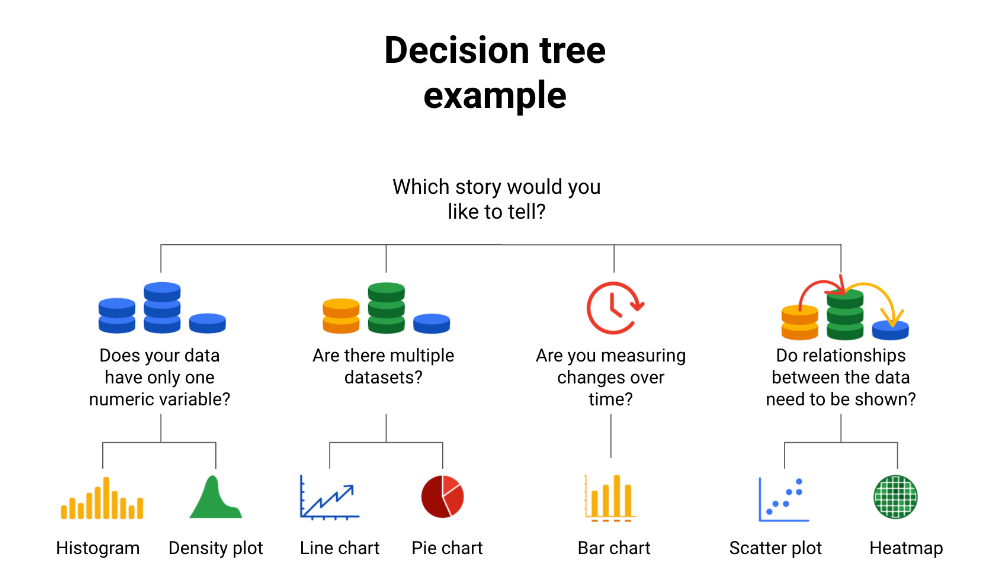 Decision tree
example
Which story would you
like to tell?
Does your data
have only one
numeric variable?
Are there multiple
datasets?
Are you measuring
changes over
time?
Do relationships
between the data
need to be shown?
Histogram
Density plot
Line chart
Pie chart
Bar chart
Scatter plot
Heatmap